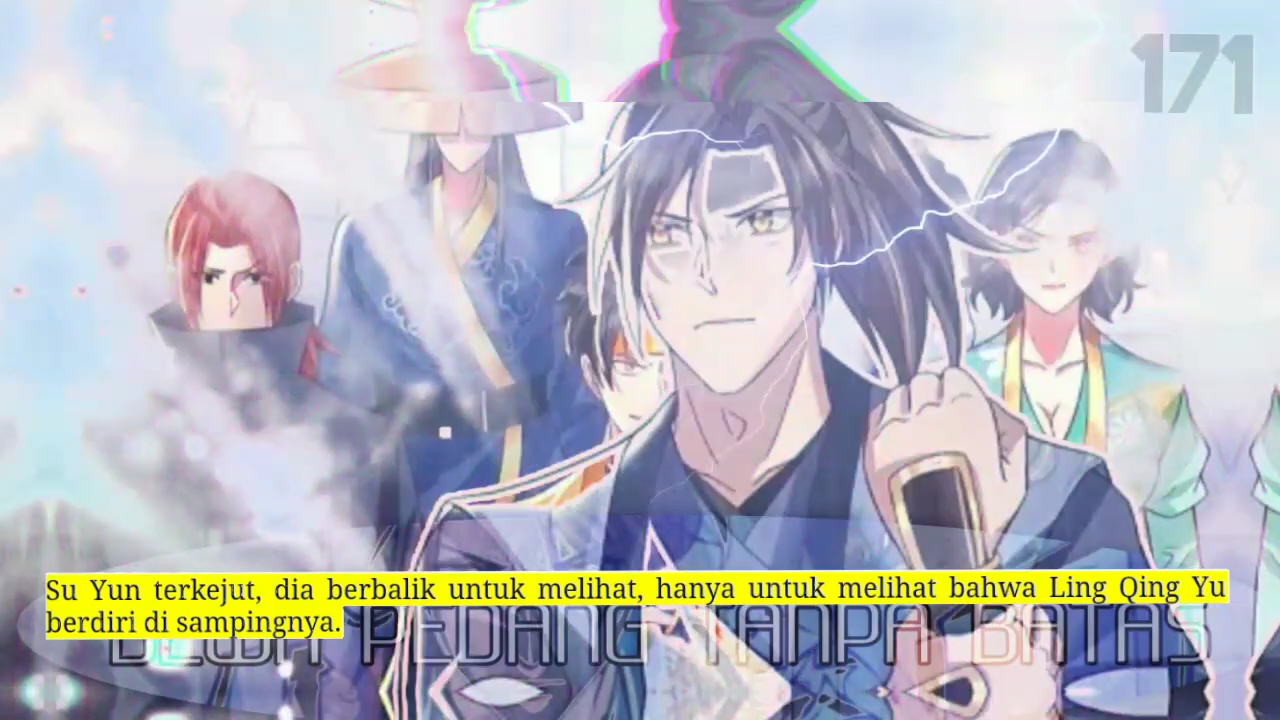 171
Su Yun terkejut, dia berbalik untuk melihat, hanya untuk melihat bahwa Ling Qing Yu
berdiri di sampingnya.
DEWA PEDANG TANPA BATAS